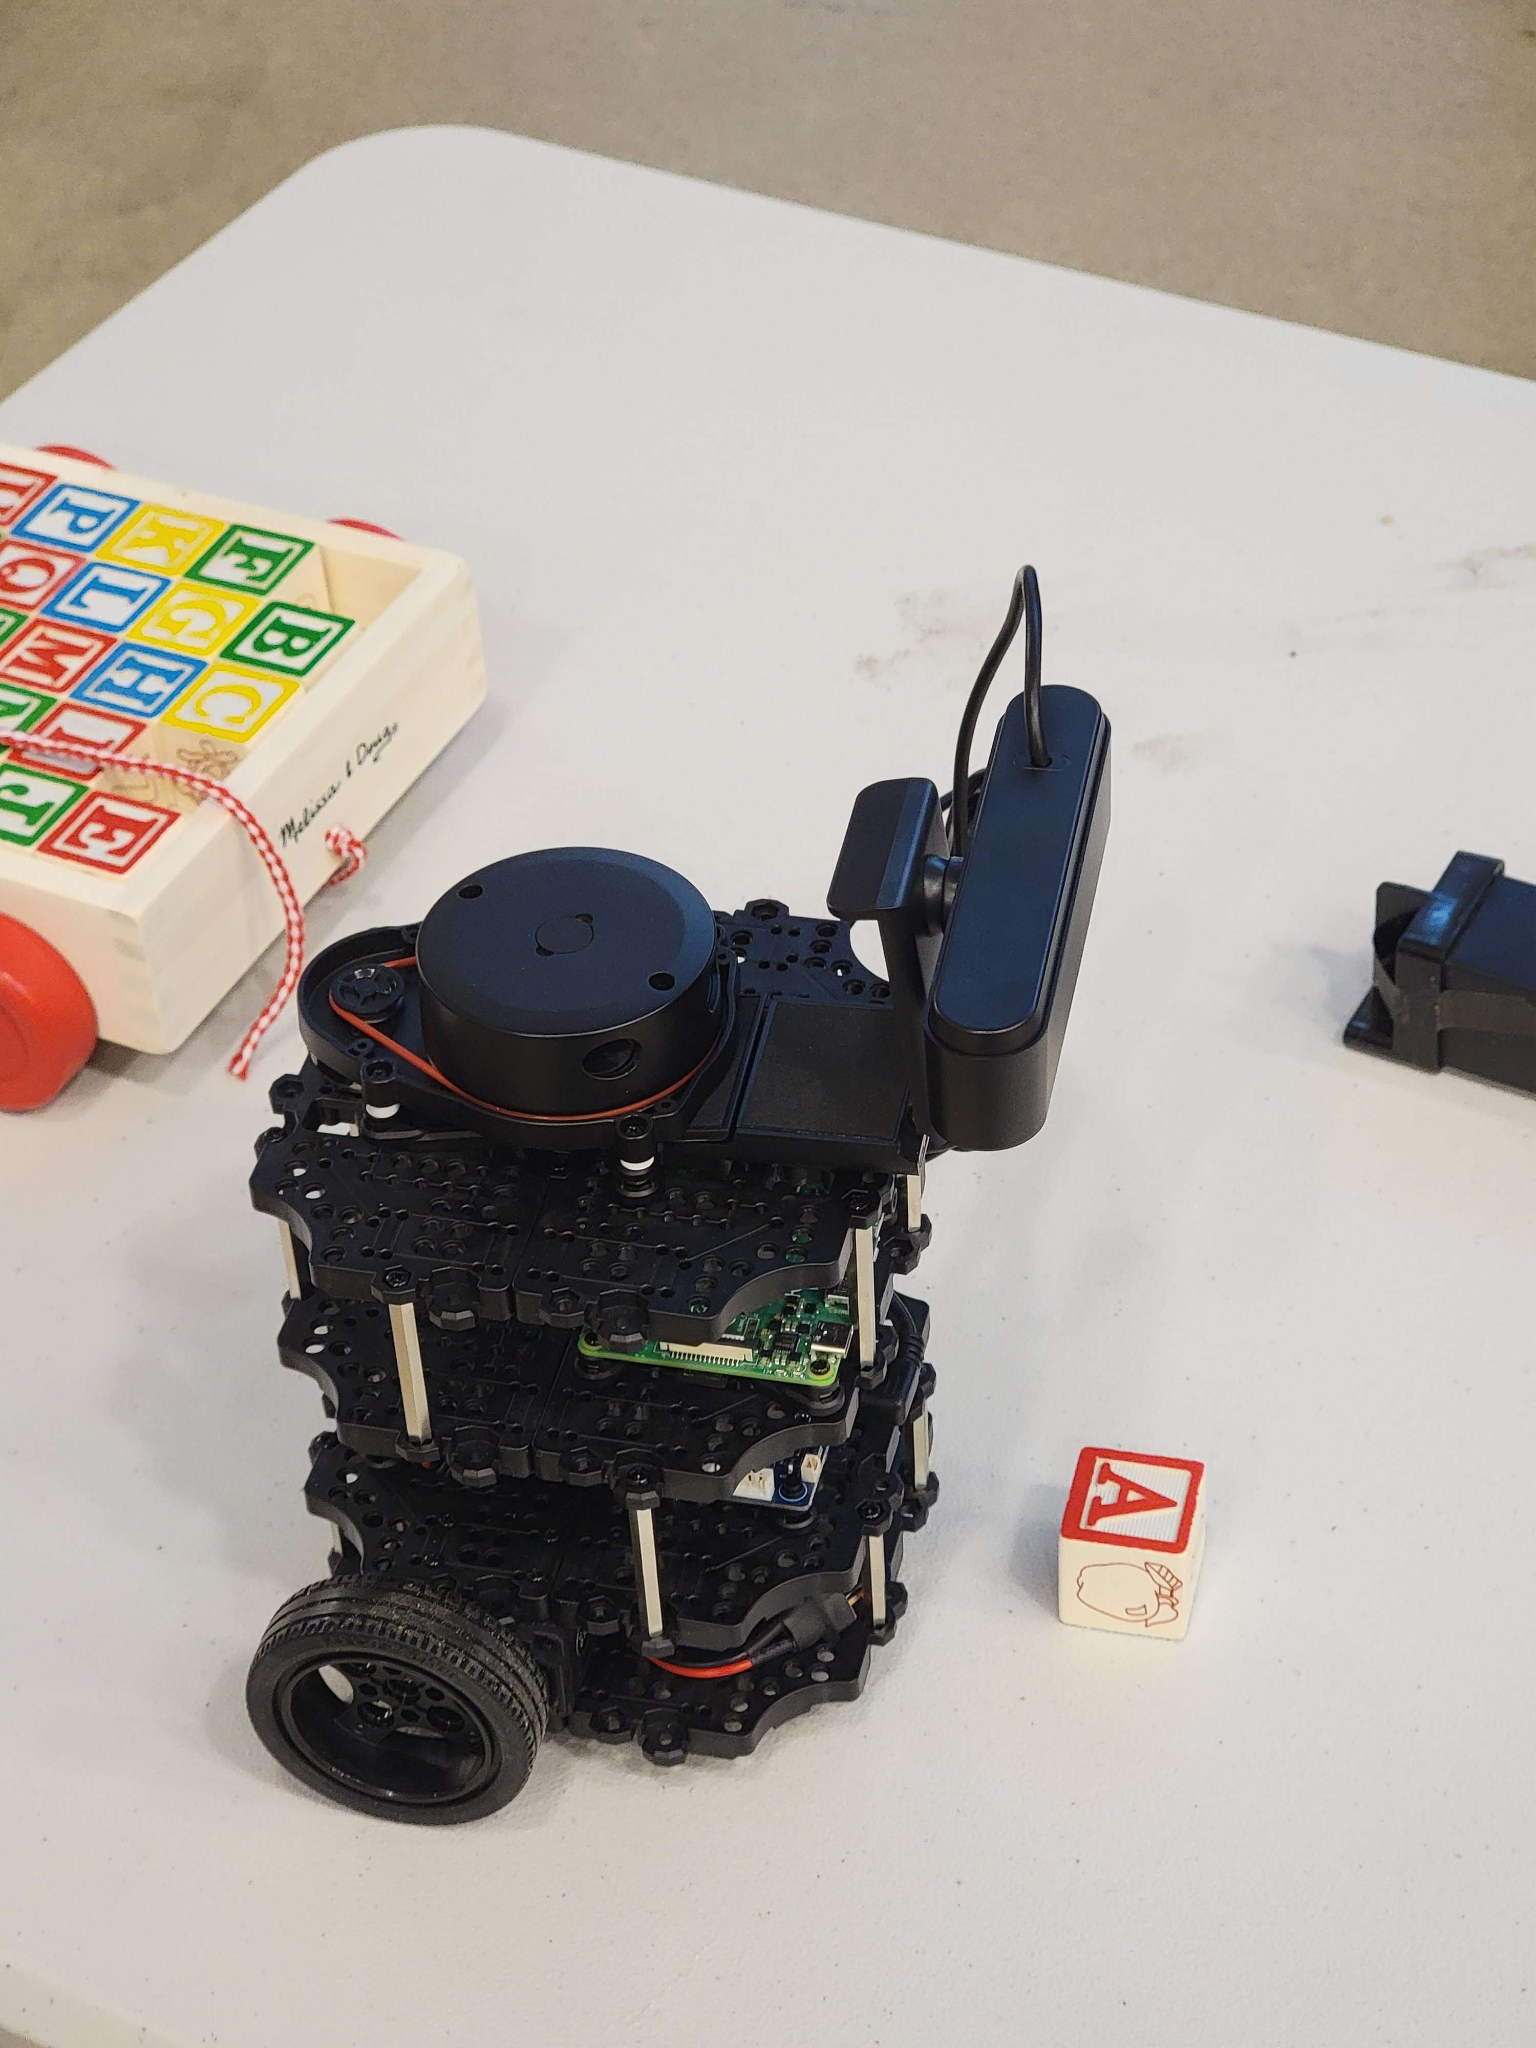 P K F
Q L G B
M H C
I
J E
Melissa & Doug
A